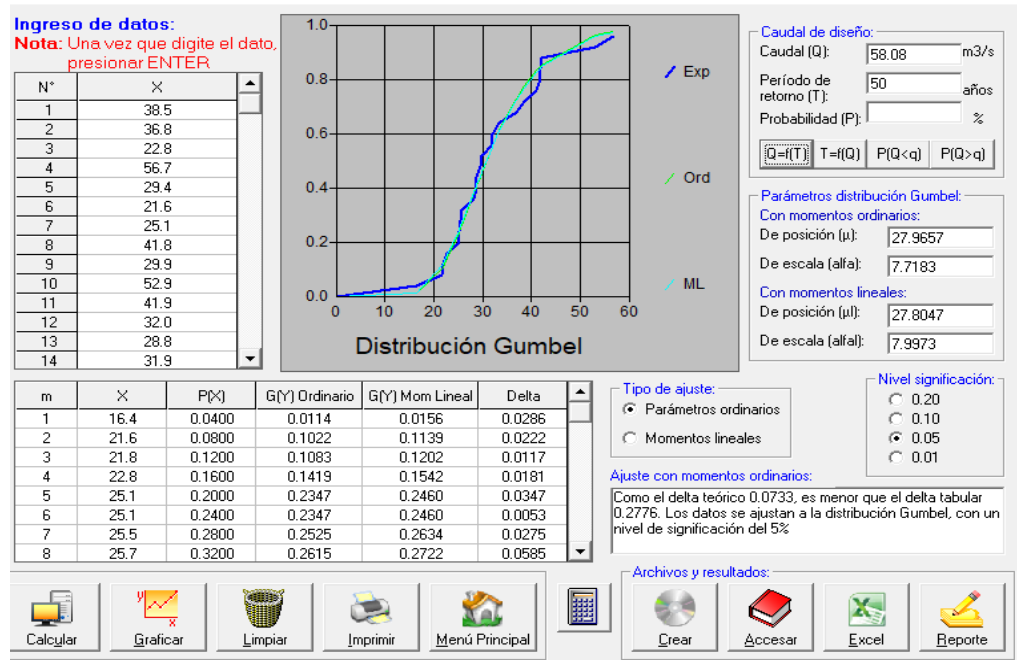 Ingreso de datos:
Nota: Una vez que digite el dato,
presionar ENTER
N° X
1 38.5
2 36.8
3 22.8
4 56.7
5 29.4
6 21.6
7 25.1
8 41.8
9 29.9
10 52.9
11 41.9
12 32.0
13 28.8
14 31.9
1.0
0.8
0.6
0.4
0.2
0.0
0 10 20 30 40 50 60
Distribución Gumbel
Exp
Ord
ML
Caudal de diseño:
Caudal (Q): 58.08 m3/s
Período de
retorno (T): 50 años
Probabilidad (P): %
Q=f(T) T=f(Q) P(Q<q) P(Q>q)
Parámetros distribución Gumbel:
Con momentos ordinarios:
De posición (µ): 27.9657
De escala (alfa): 7.7183
Con momentos lineales:
De posición (µl): 27.8047
De escala (alfal): 7.9973
m X P(X) G(Y) Ordinario G(Y) Mom Lineal Delta
1 16.4 0.0400 0.0114 0.0156 0.0286
2 21.6 0.0800 0.1022 0.1139 0.0222
3 21.8 0.1200 0.1083 0.1202 0.0117
4 22.8 0.1600 0.1419 0.1542 0.0181
5 25.1 0.2000 0.2347 0.2460 0.0347
6 25.1 0.2400 0.2347 0.2460 0.0053
7 25.5 0.2800 0.2525 0.2634 0.0275
8 25.7 0.3200 0.2615 0.2722 0.0585
Tipo de ajuste:
Parámetros ordinarios
Momentos lineales
Nivel significación:
0.20
0.10
0.05
0.01
Ajuste con momentos ordinarios:
Como el delta teórico 0.0733, es menor que el delta tabular
0.2776. Los datos se ajustan a la distribución Gumbel, con un
nivel de significación del 5%
Calcular Graficar Limpiar Imprimir Menú Principal
Archivos y resultados:
Crear Accesar Excel Reporte